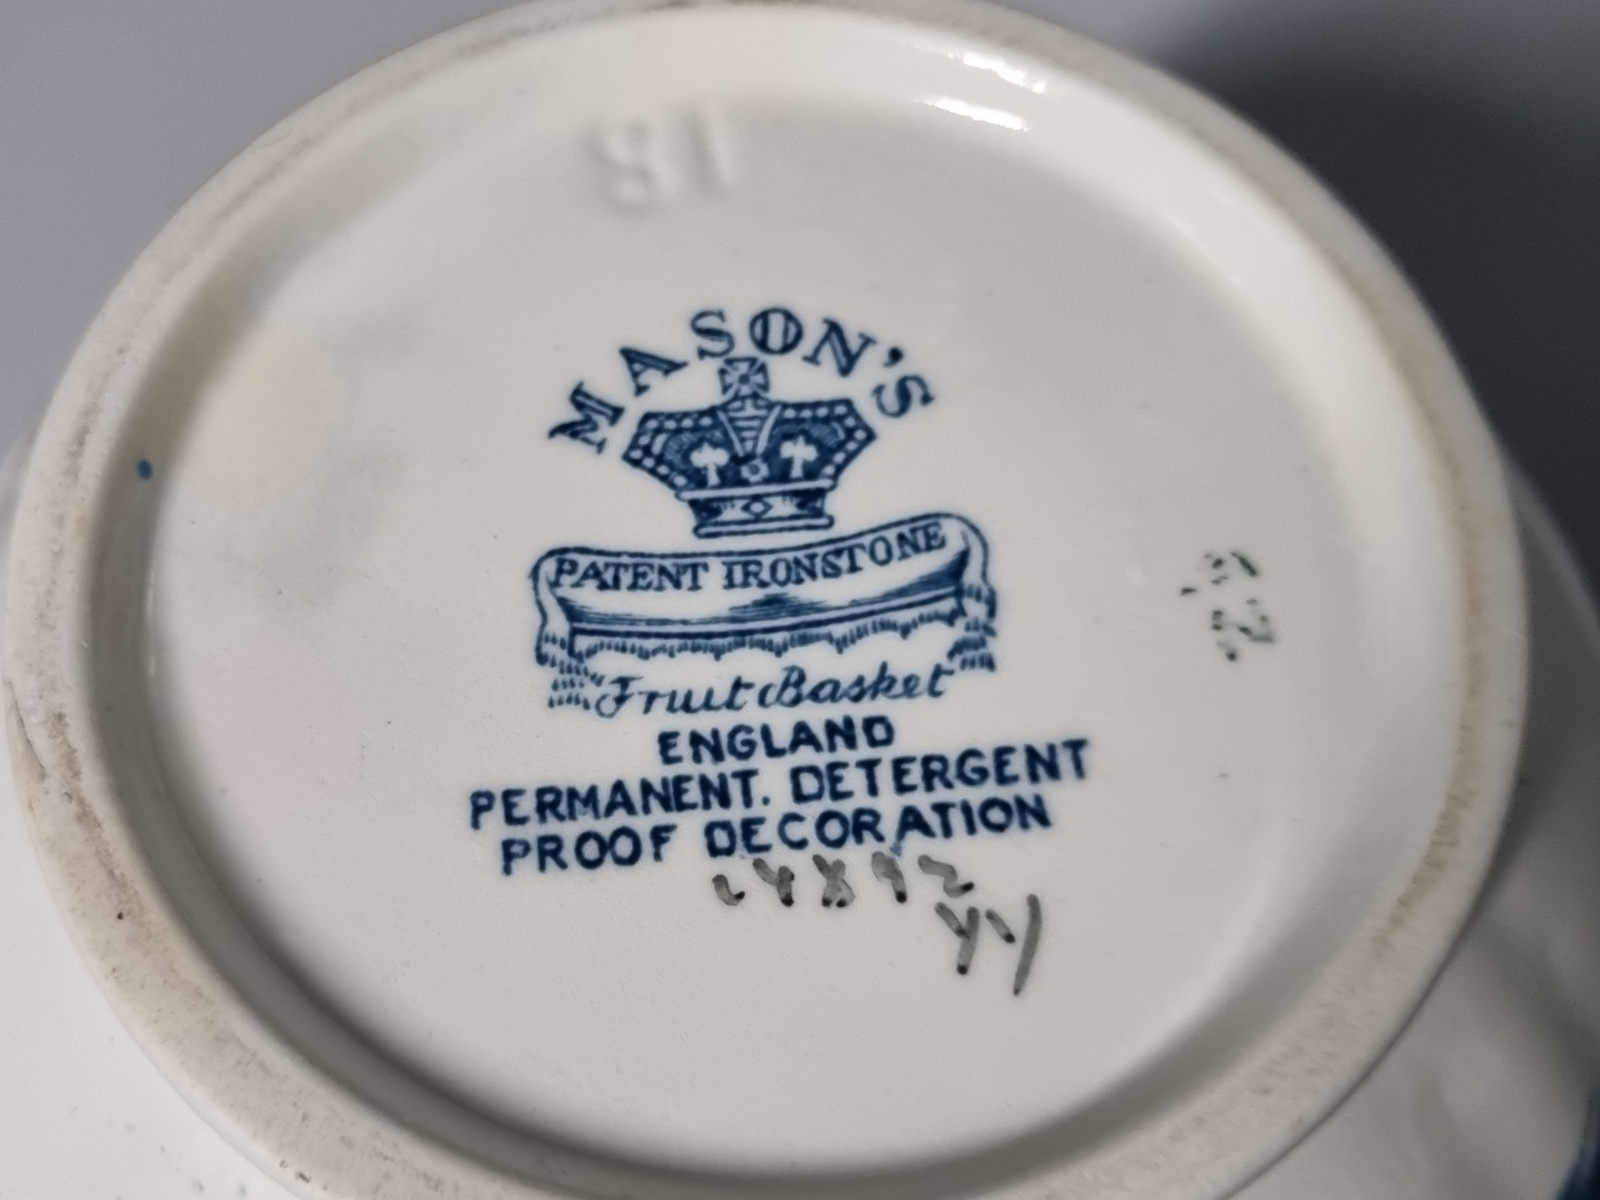 18
MASON'S
PATENT IRONSTONE
Fruit Basket
ENGLAND
PERMANENT. DETERGENT
PROOF DECORATION